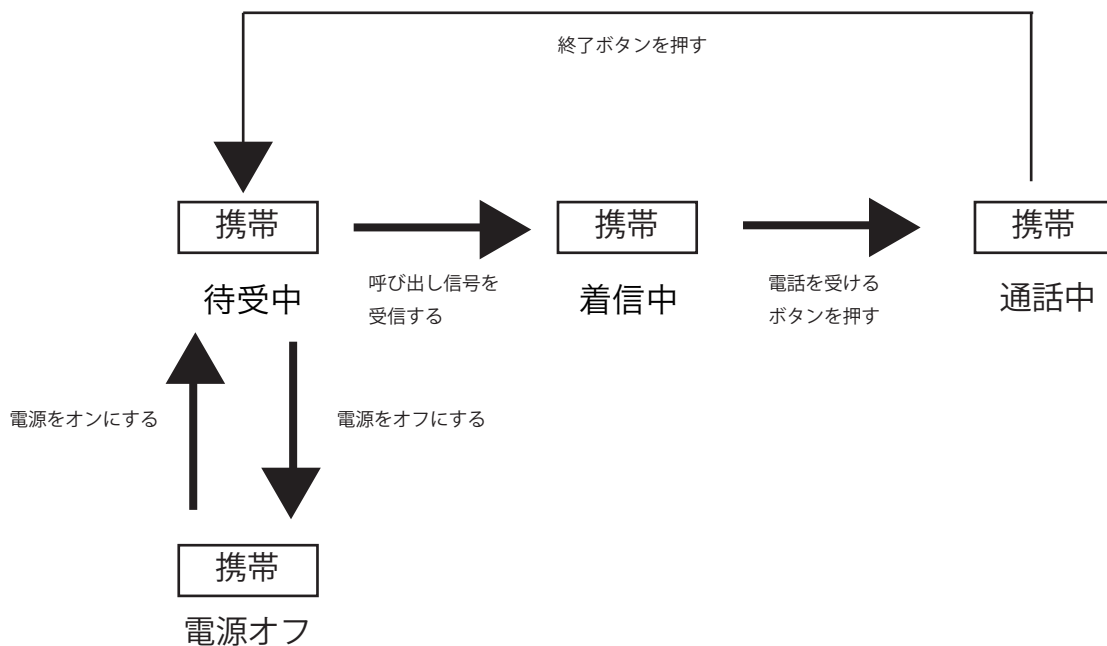 終了ボタンを押す
携帯
携帯
携帯
待受中
呼び出し信号を
受信する
着信中
電話を受ける
ボタンを押す
通話中
電源をオンにする
電源をオフにする
携帯
電源オフ